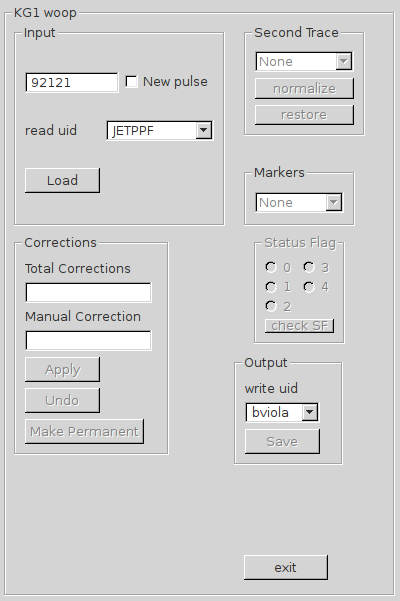 KG1 woop
Input
92121
New pulse
read uid
JETPPF
Load
Second Trace
None
normalize
restore
Markers
None
Corrections
Total Corrections
Manual Correction
Apply
Undo
Make Permanent
Status Flag
0 3
1 4
2
check SF
Output
write uid
bviola
Save
exit